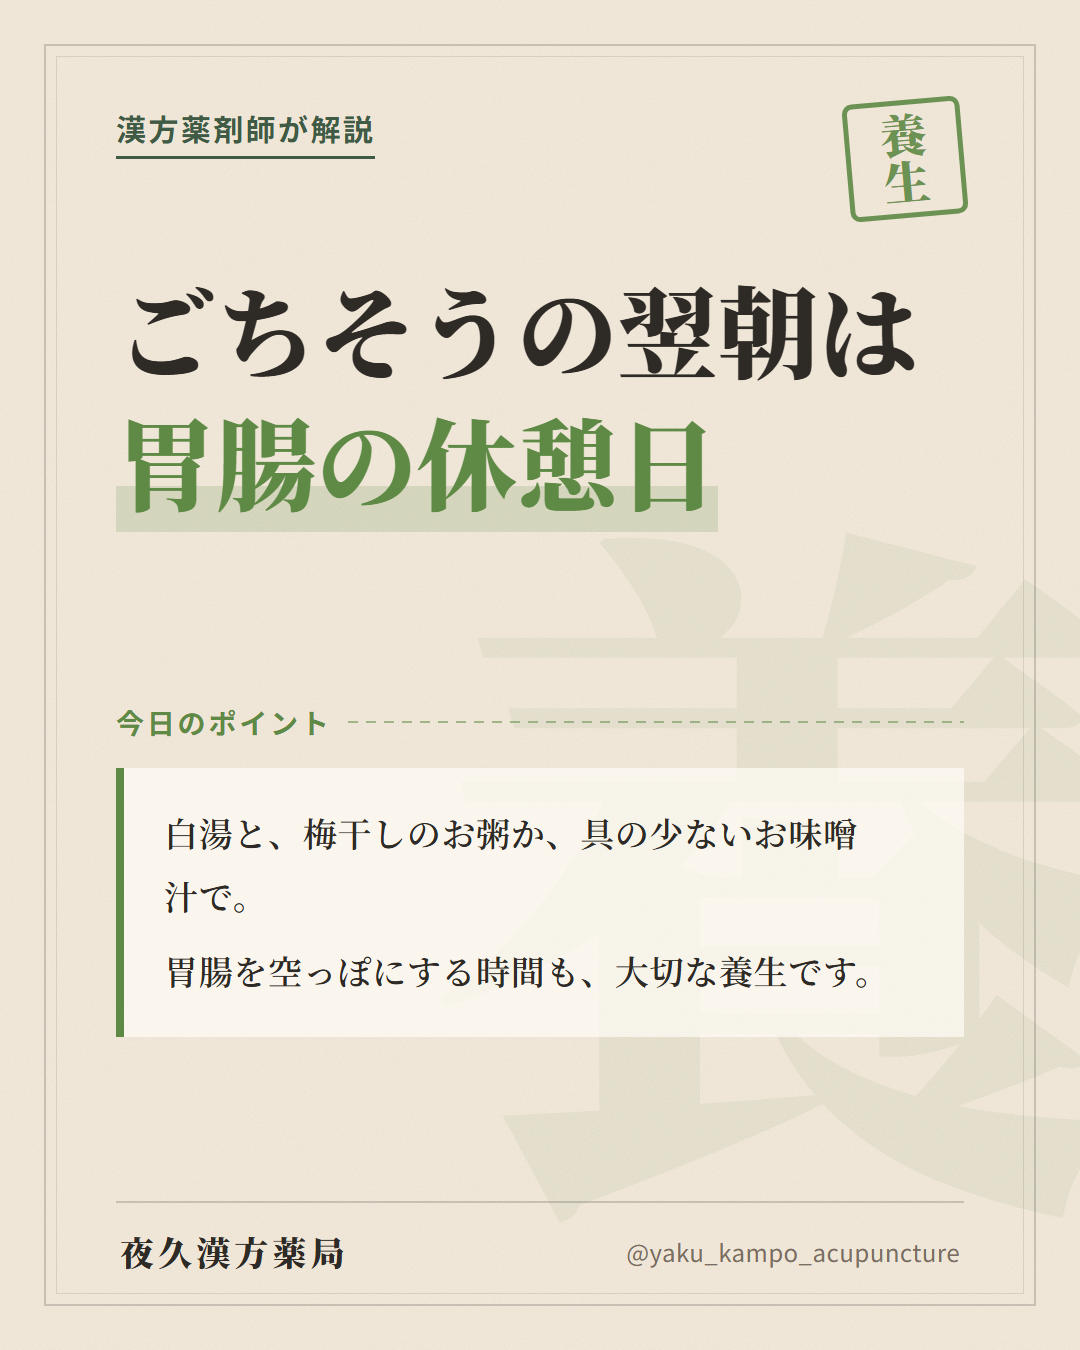 漢方薬剤師が解説
養生
ごちそうの翌朝は
胃腸の休憩日
今日のポイント
白湯と、梅干しのお粥か、具の少ないお味噌
汁で。
胃腸を空っぽにする時間も、大切な養生です。
養
夜久漢方薬局
@yaku_kampo_acupuncture